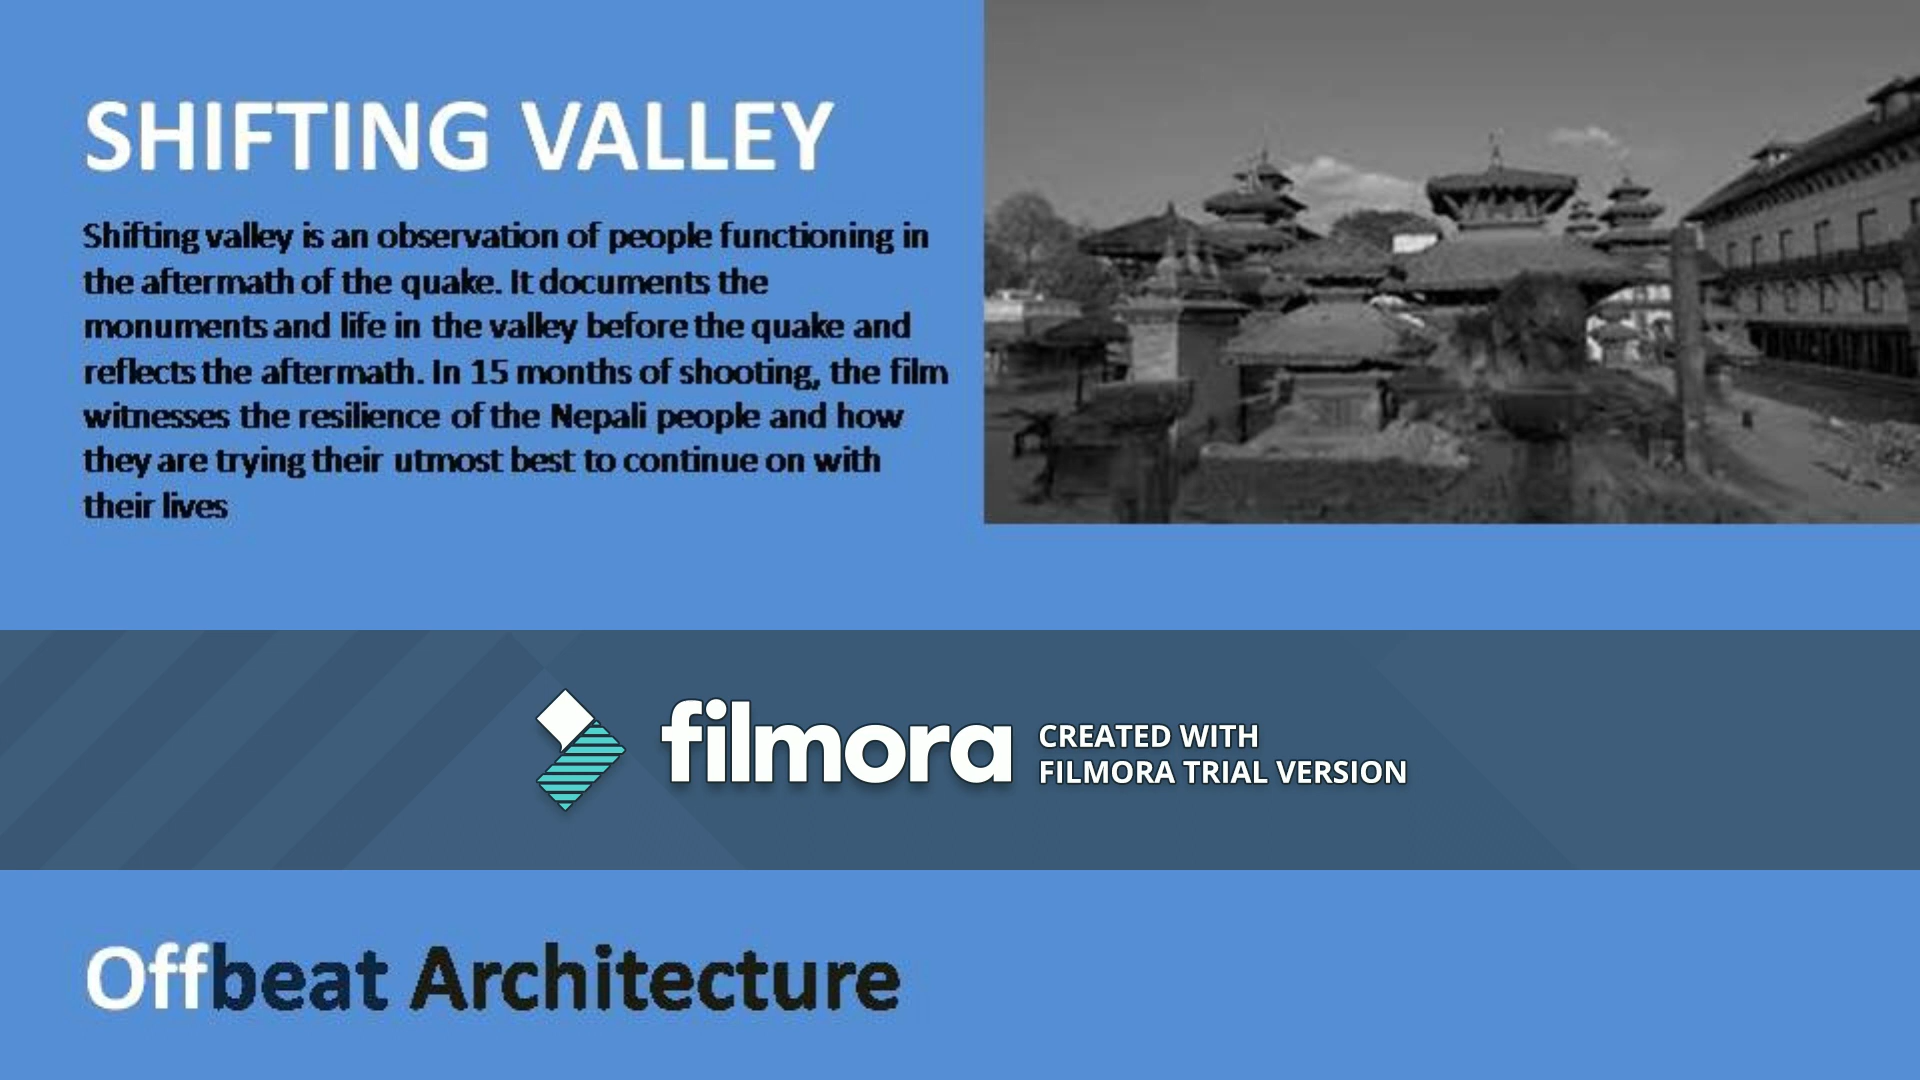 SHIFTING VALLEY
Shifting valley is an observation of people functioning in
the aftermath of the quake. It documents the
monuments and life in the valley before the quake and
reflects the aftermath. In 15 months of shooting, the film
witnesses the resilience of the Nepali people and how
they are trying their utmost best to continue on with
their lives
filmora
CREATED WITH
FILMORA TRIAL VERSION
Offbeat Architecture